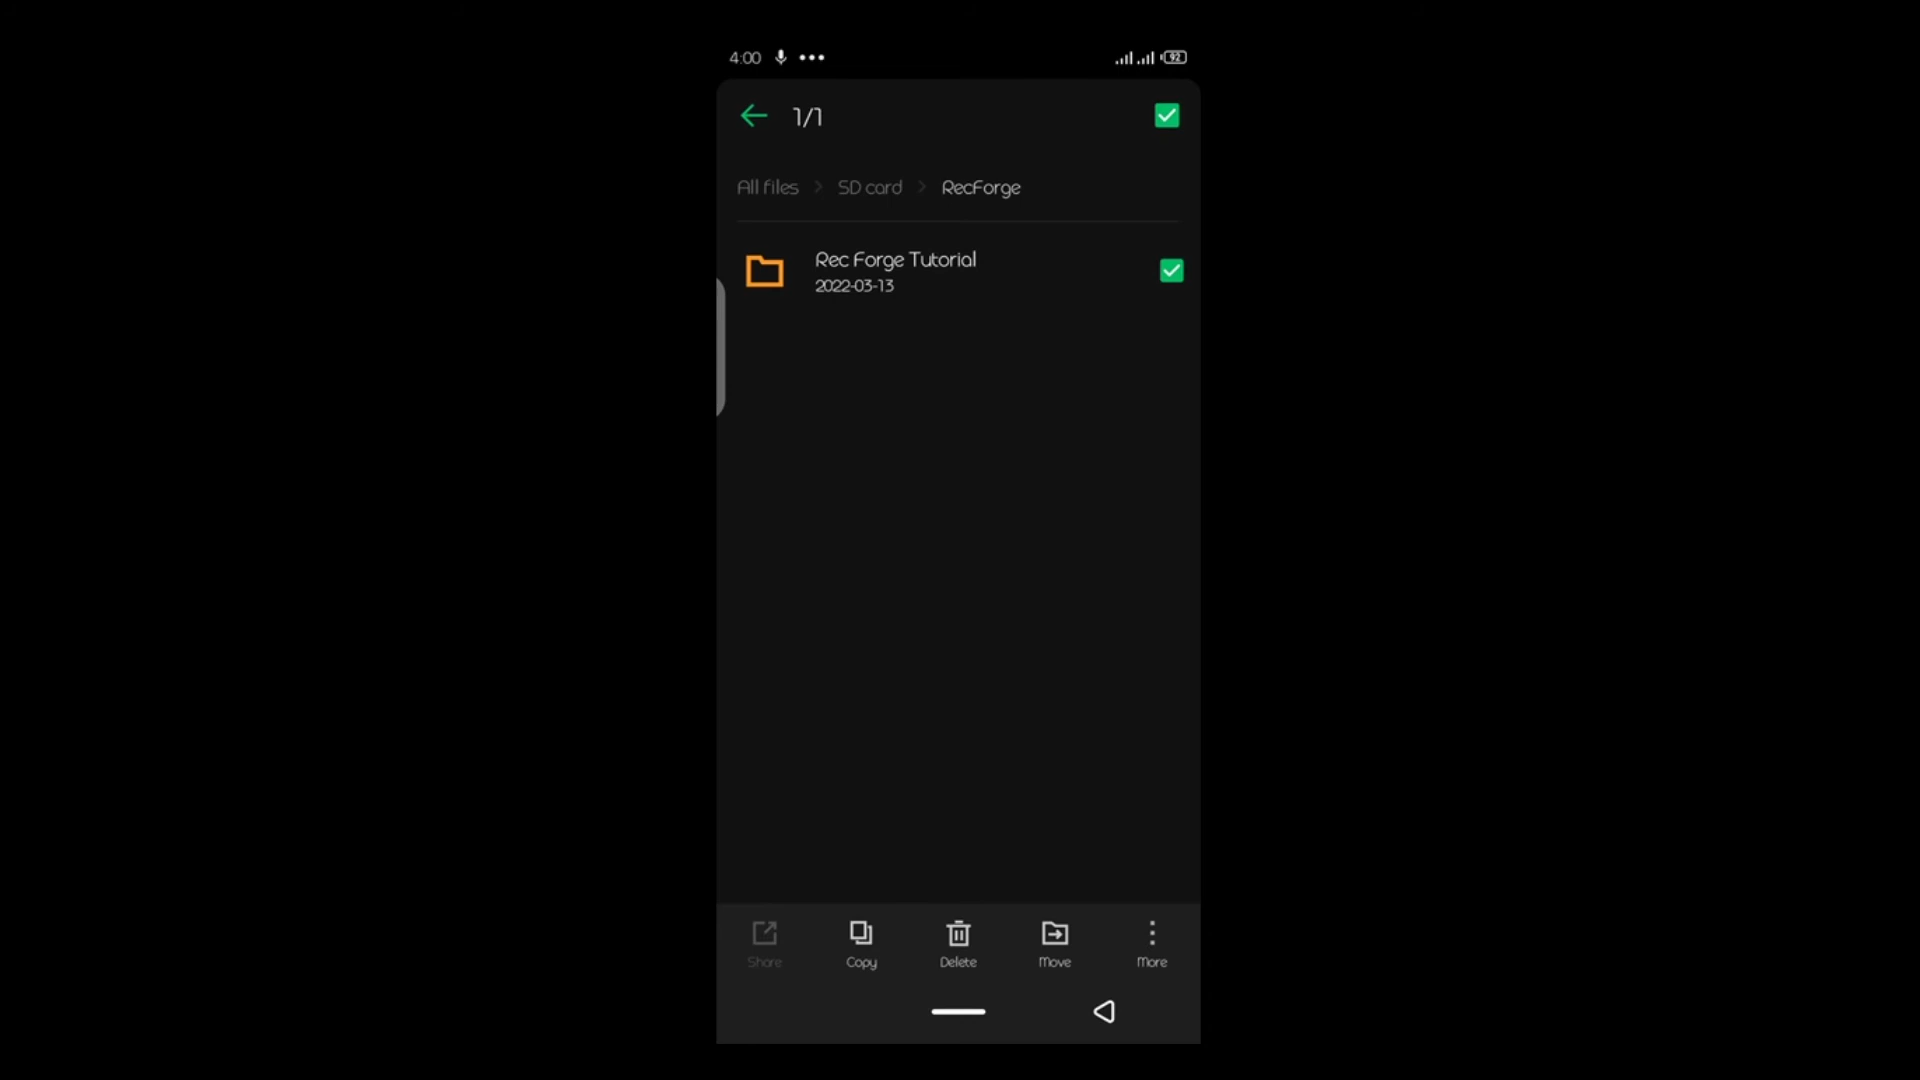 4:00
92
1/1
All files > SD card > RecForge
Rec Forge Tutorial
2022-03-13
Share Copy Delete Move More